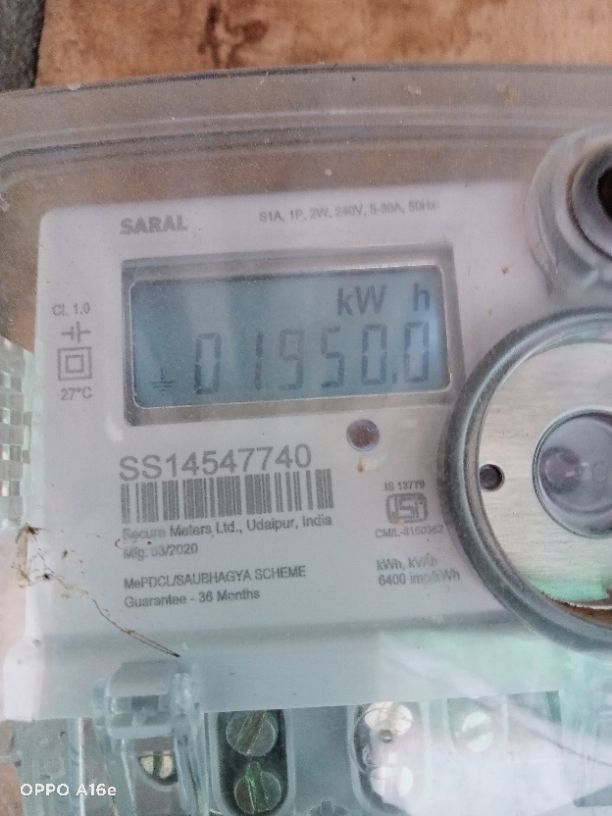 SARAL
S1A, 1P, 2W, 240V, 5-30A, 50Hz
Cl. 1.0
kW h
01950.0
27°C
SS14547740
IS 13779
ISI
Secure Meters Ltd., Udaipur, India
Mfg. 03/2020
MePDCL/SAUBHAGYA SCHEME
Guarantee - 36 Months
kWh,
6400 imp/kWh
OPPO A16e